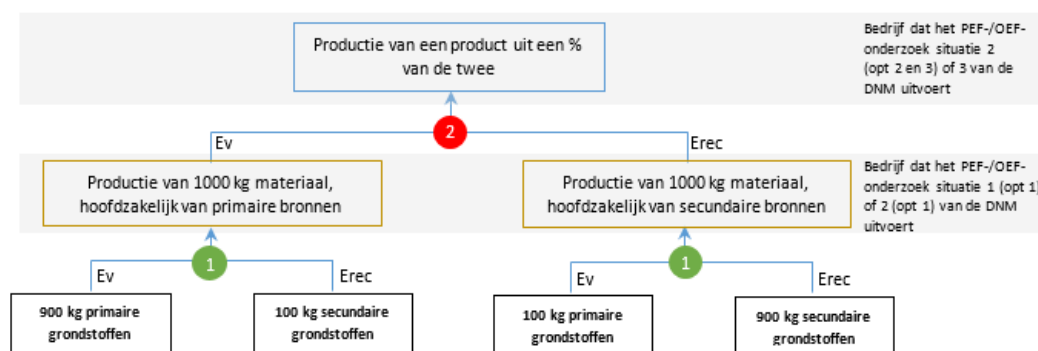 Productie van een product uit een %
van de twee
Bedrijf dat het PEF-/OEF-
onderzoek situatie 2
(opt 2 en 3) of 3 van de
DNM uitvoert
2
Ev
Erec
Productie van 1000 kg materiaal,
hoofdzakelijk van primaire bronnen
Productie van 1000 kg materiaal,
hoofdzakelijk van secundaire bronnen
Bedrijf dat het PEF-/OEF-
onderzoek situatie 1 (opt 1)
of 2 (opt 1) van de DNM
uitvoert
1
Ev
Erec
1
Ev
Erec
900 kg primaire
grondstoffen
100 kg secundaire
grondstoffen
100 kg primaire
grondstoffen
900 kg secundaire
grondstoffen